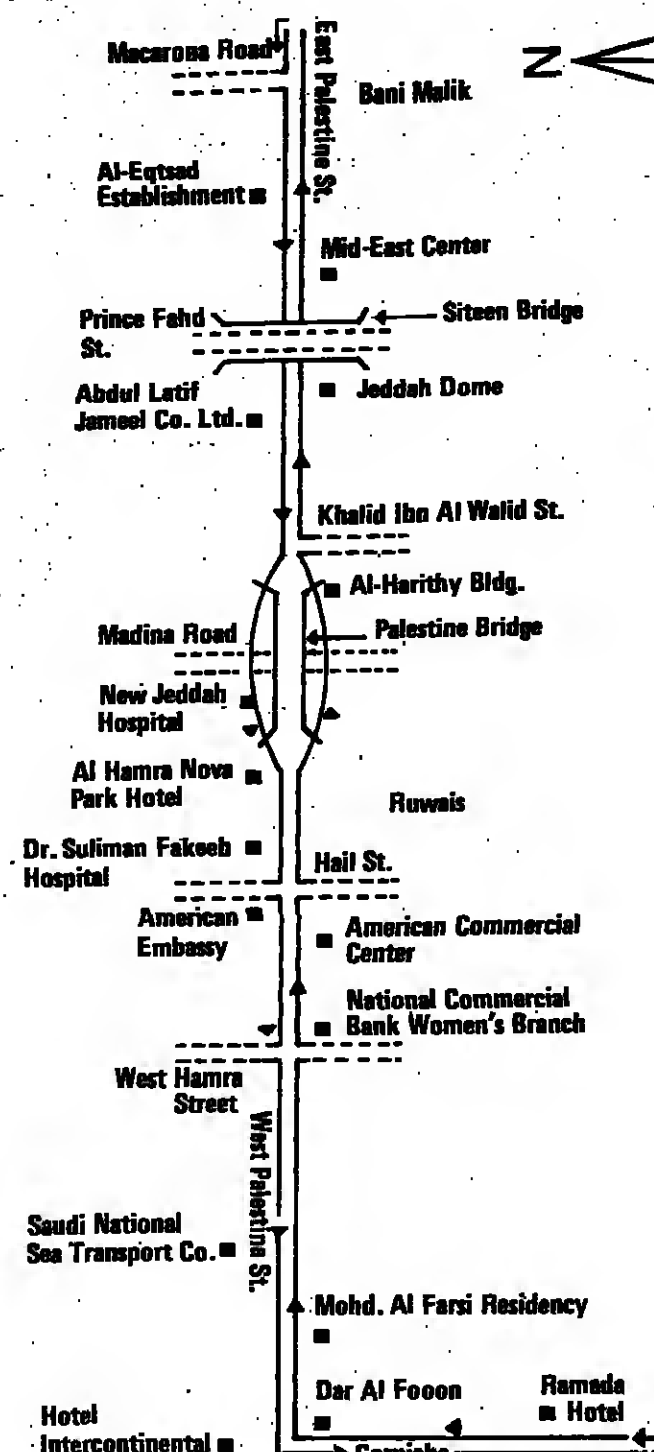 Macarona Road
East Palestine St.
N
Bani Malik
Al-Eqtsad
Establishment
Mid-East Center
Prince Fahd
St.
Siteen Bridge
Abdul Latif
Jameel Co. Ltd.
Jeddah Dome
Khalid Ibn Al Walid St.
Al-Harithy Bldg.
Madina Road
Palestine Bridge
New Jeddah
Hospital
Al Hamra Nova
Park Hotel
Ruwais
Dr. Suliman Fakeeh
Hospital
Hail St.
American
Embassy
American Commercial
Center
National Commercial
Bank Women's Branch
West Hamra
Street
West Palestine St.
Saudi National
Sea Transport Co.
Mohd. Al Farsi Residency
Dar Al Fooon
Ramada
Hotel
Hotel
Intercontinental
Corniche